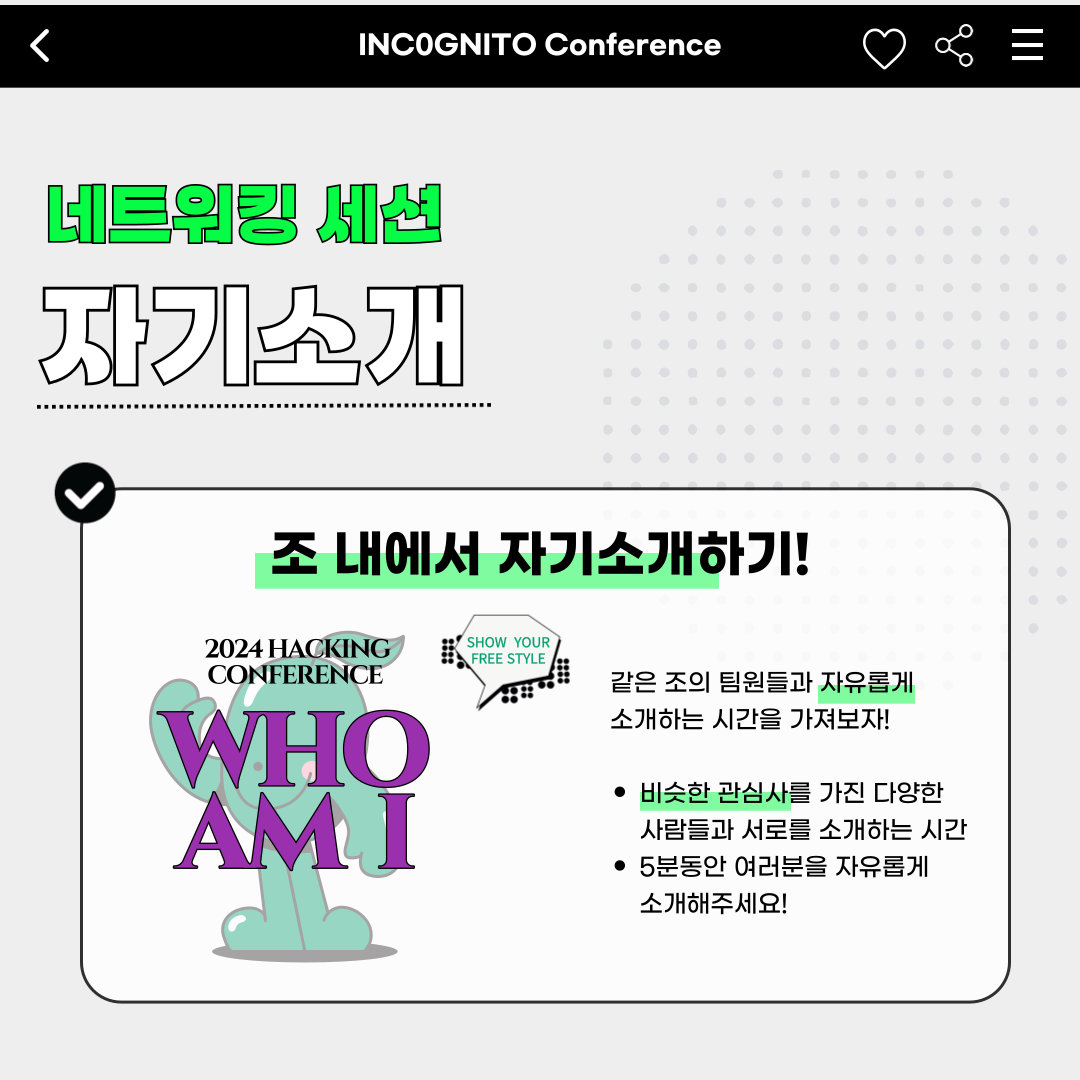 INC0GNITO Conference
네트워킹 세션
자기소개
조 내에서 자기소개하기!
2024 HACKING
CONFERENCE
WHO
AM I
SHOW YOUR
FREE STYLE
같은 조의 팀원들과 자유롭게
소개하는 시간을 가져보자!
• 비슷한 관심사를 가진 다양한
사람들과 서로를 소개하는 시간
• 5분동안 여러분을 자유롭게
소개해주세요!